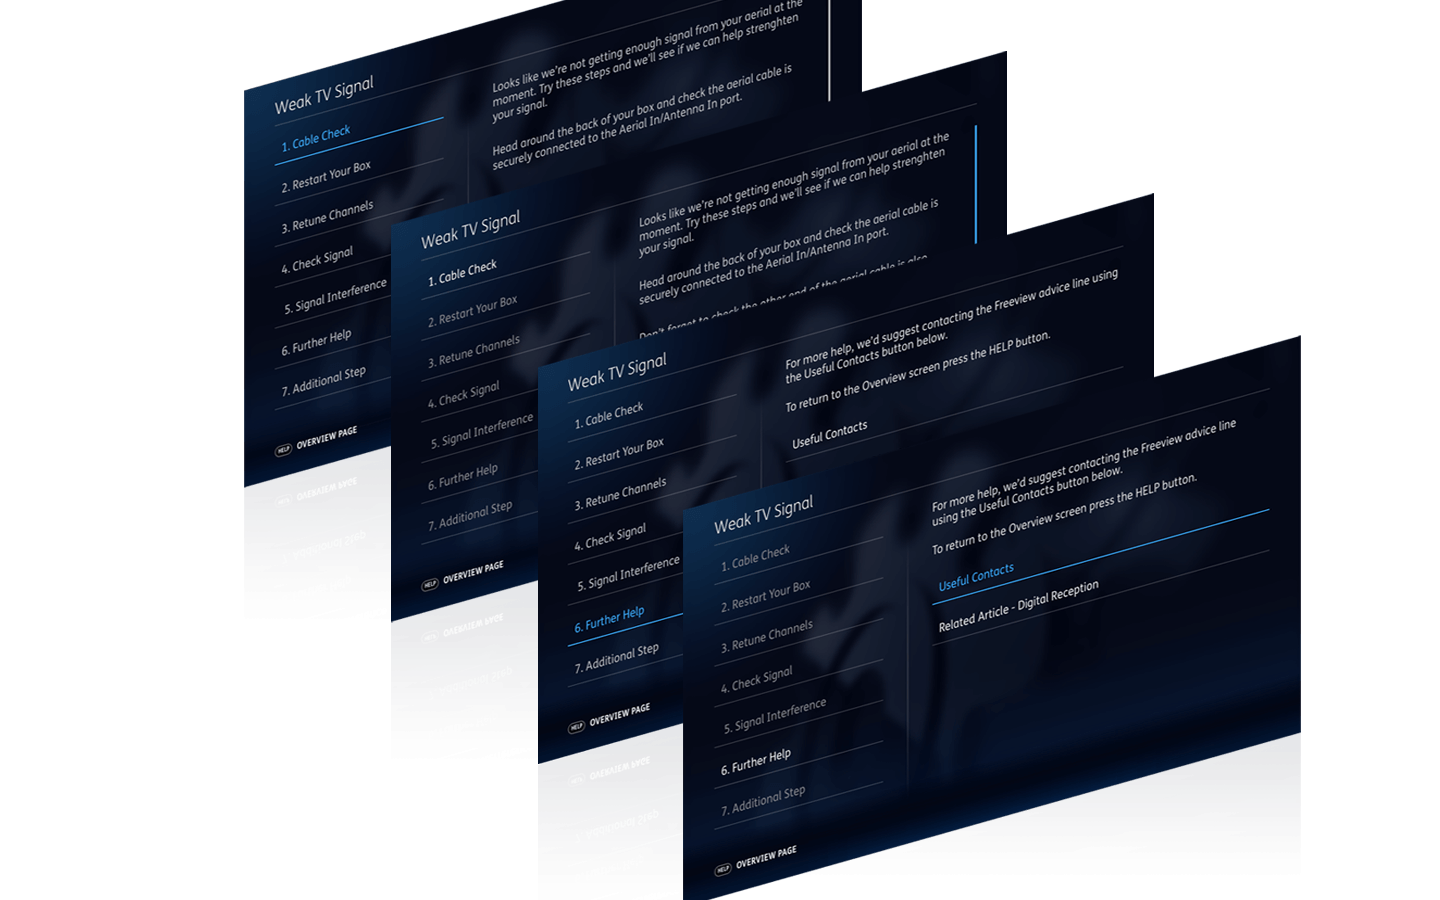 Weak TV Signal
1. Cable Check
2. Restart Your Box
3. Retune Channels
4. Check Signal
5. Signal Interference
6. Further Help
7. Additional Step
HELP OVERVIEW PAGE
Looks like we're not getting enough signal from your aerial at the
moment. Try these steps and we'll see if we can help strenghten
your signal.
Head around the back of your box and check the aerial cable is
securely connected to the Aerial In/Antenna In port.
Weak TV Signal
1. Cable Check
2. Restart Your Box
3. Retune Channels
4. Check Signal
5. Signal Interference
6. Further Help
7. Additional Step
HELP OVERVIEW PAGE
Looks like we're not getting enough signal from your aerial at the
moment. Try these steps and we'll see if we can help strenghten
your signal.
Head around the back of your box and check the aerial cable is
securely connected to the Aerial In/Antenna In port.
Don't forget to check the other end of the aerial cable is also
Weak TV Signal
1. Cable Check
2. Restart Your Box
3. Retune Channels
4. Check Signal
5. Signal Interference
6. Further Help
7. Additional Step
HELP OVERVIEW PAGE
For more help, we'd suggest contacting the Freeview advice line using
the Useful Contacts button below.
To return to the Overview screen press the HELP button.
Useful Contacts
Weak TV Signal
1. Cable Check
2. Restart Your Box
3. Retune Channels
4. Check Signal
5. Signal Interference
6. Further Help
7. Additional Step
HELP OVERVIEW PAGE
For more help, we'd suggest contacting the Freeview advice line
using the Useful Contacts button below.
To return to the Overview screen press the HELP button.
Useful Contacts
Related Article - Digital Reception